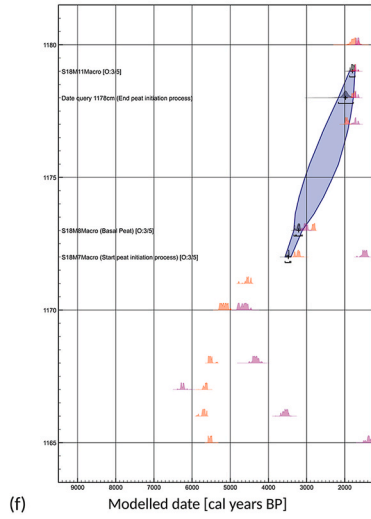 1180
S18M11Macro [O:3/5]
Date query 1178cm (End peat initiation process)
1175
S18M8Macro (Basal Peat) [O:3/5]
S18M7Macro (Start peat initiation process) [O:3/5]
1170
1165
9000 8000 7000 6000 5000 4000 3000 2000
(f) Modelled date [cal years BP]